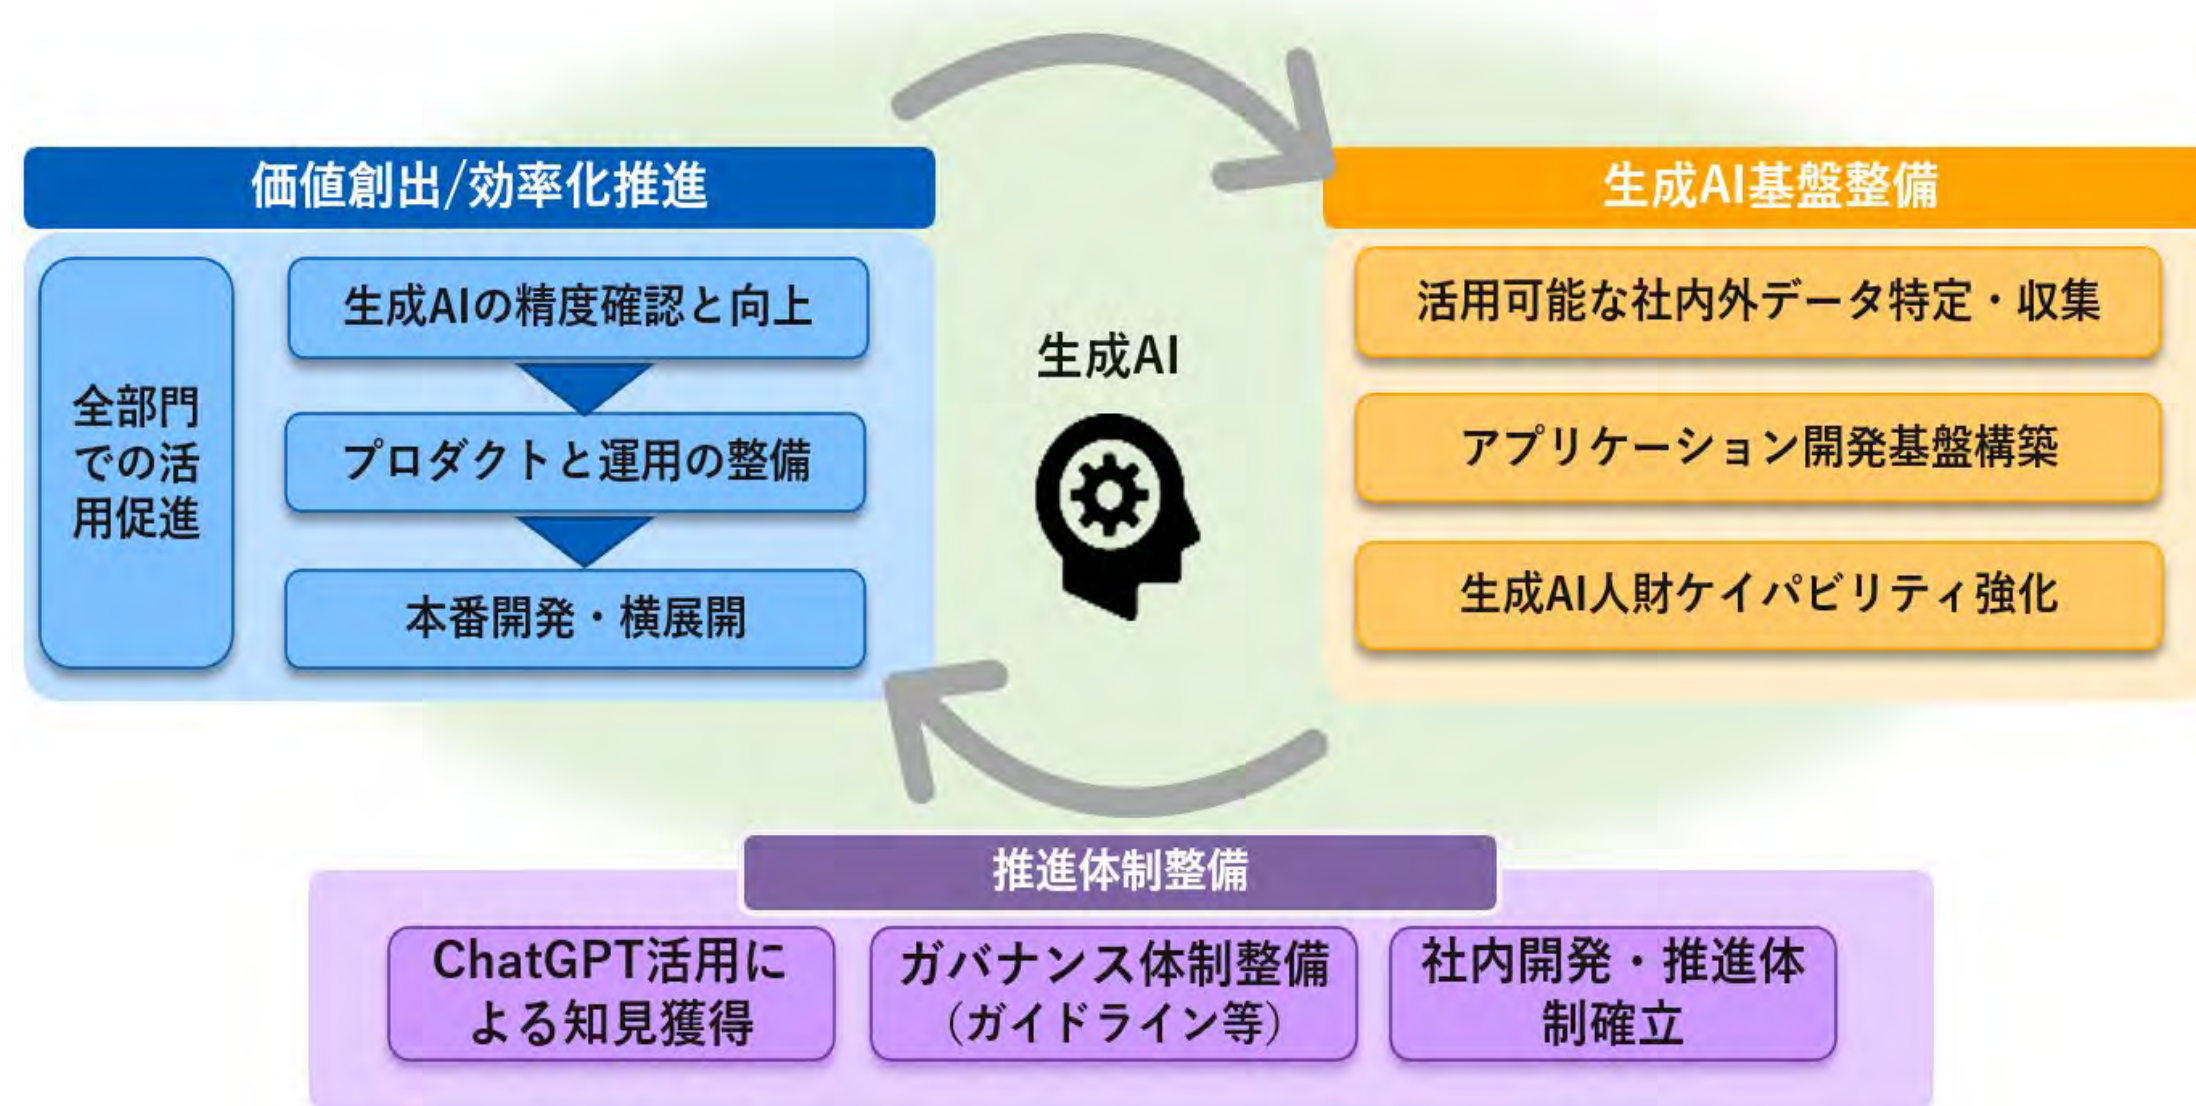 価値創出/効率化推進
全部門
での活
用促進
生成AIの精度確認と向上
プロダクトと運用の整備
本番開発・横展開
生成AI
生成AI基盤整備
活用可能な社内外データ特定・収集
アプリケーション開発基盤構築
生成AI人財ケイパビリティ強化
推進体制整備
ChatGPT活用に
よる知見獲得
ガバナンス体制整備
（ガイドライン等）
社内開発・推進体
制確立